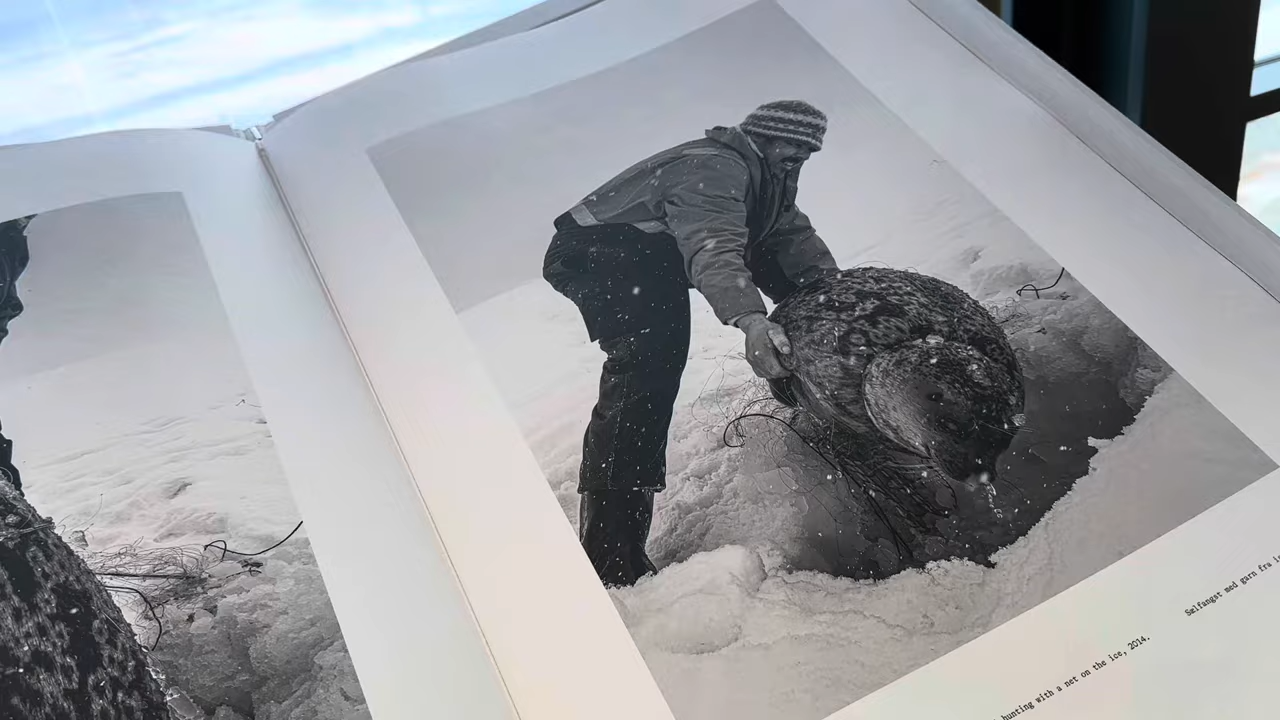 hunting with a net on the ice, 2014.
Sælfangst med garn fra